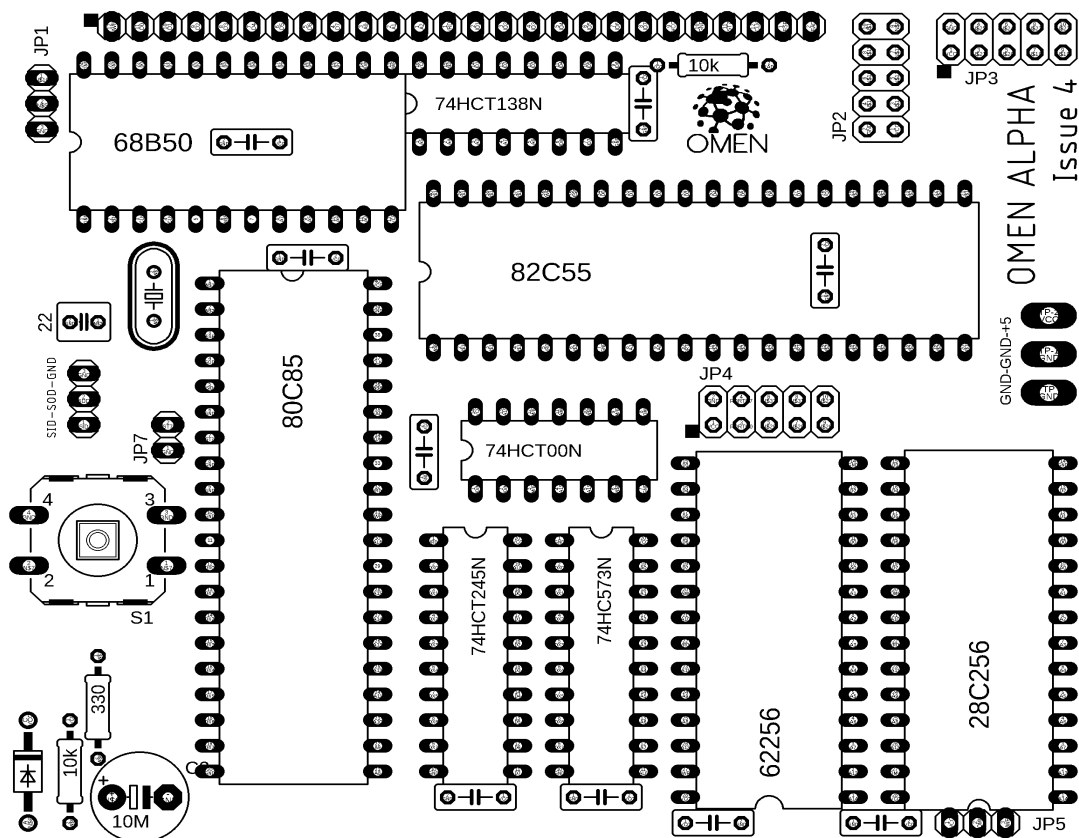 JP1
10k
JP3
74HCT138N
68B50
OMEN
JP2
OMEN ALPHA
Issue 4
82C55
22
80C85
GND-GND-+5
SID-SOD-GND
JP4
JP7
74HCT00N
4
3
2
1
S1
74HCT245N
74HC573N
330
10k
+
10M
62256
28C256
JP5